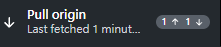 Pull origin
Last fetched 1 minut...
1 ↑ 1 ↓